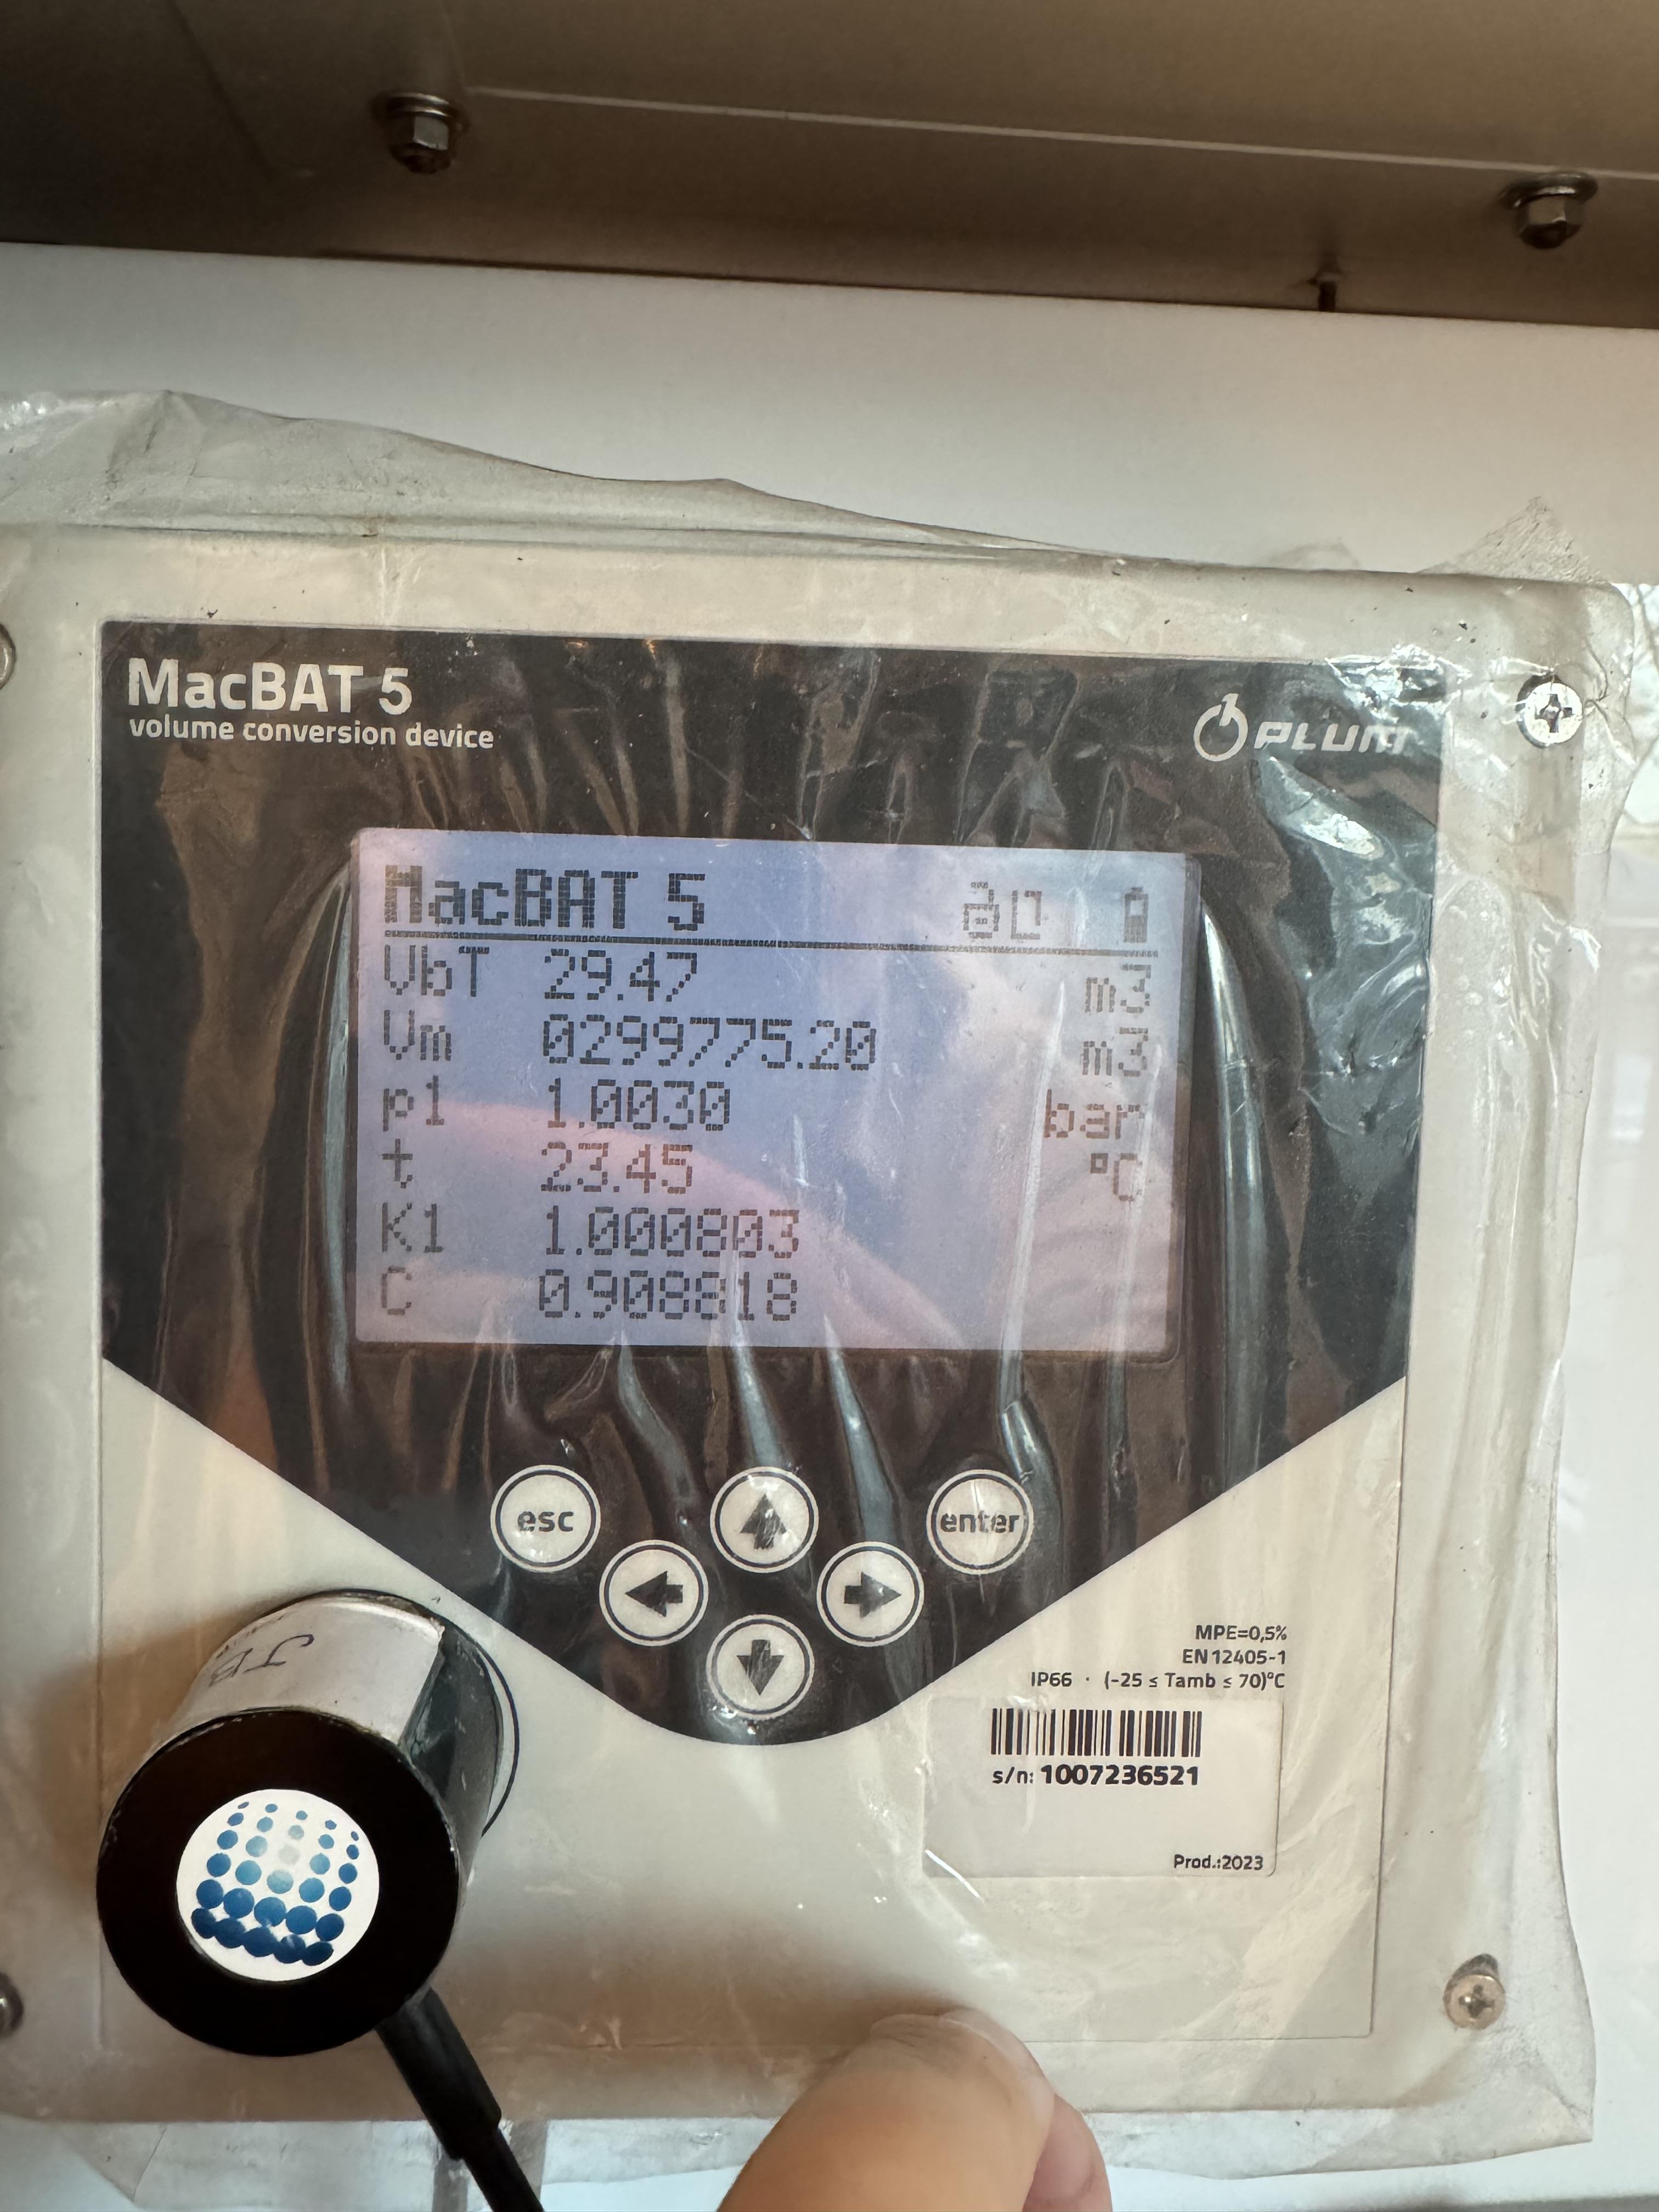 MacBAT 5
volume conversion device
PLUM
MacBAT 5
VbT 29.47 m3
Vm 0299775.20 m3
p1 1.0030 bar
t 23.45 °C
K1 1.000803
C 0.908818
esc
enter
MPE=0,5%
EN 12405-1
IP66 · (-25 ≤ Tamb ≤ 70)°C
s/n: 1007236521
Prod.:2023
JB